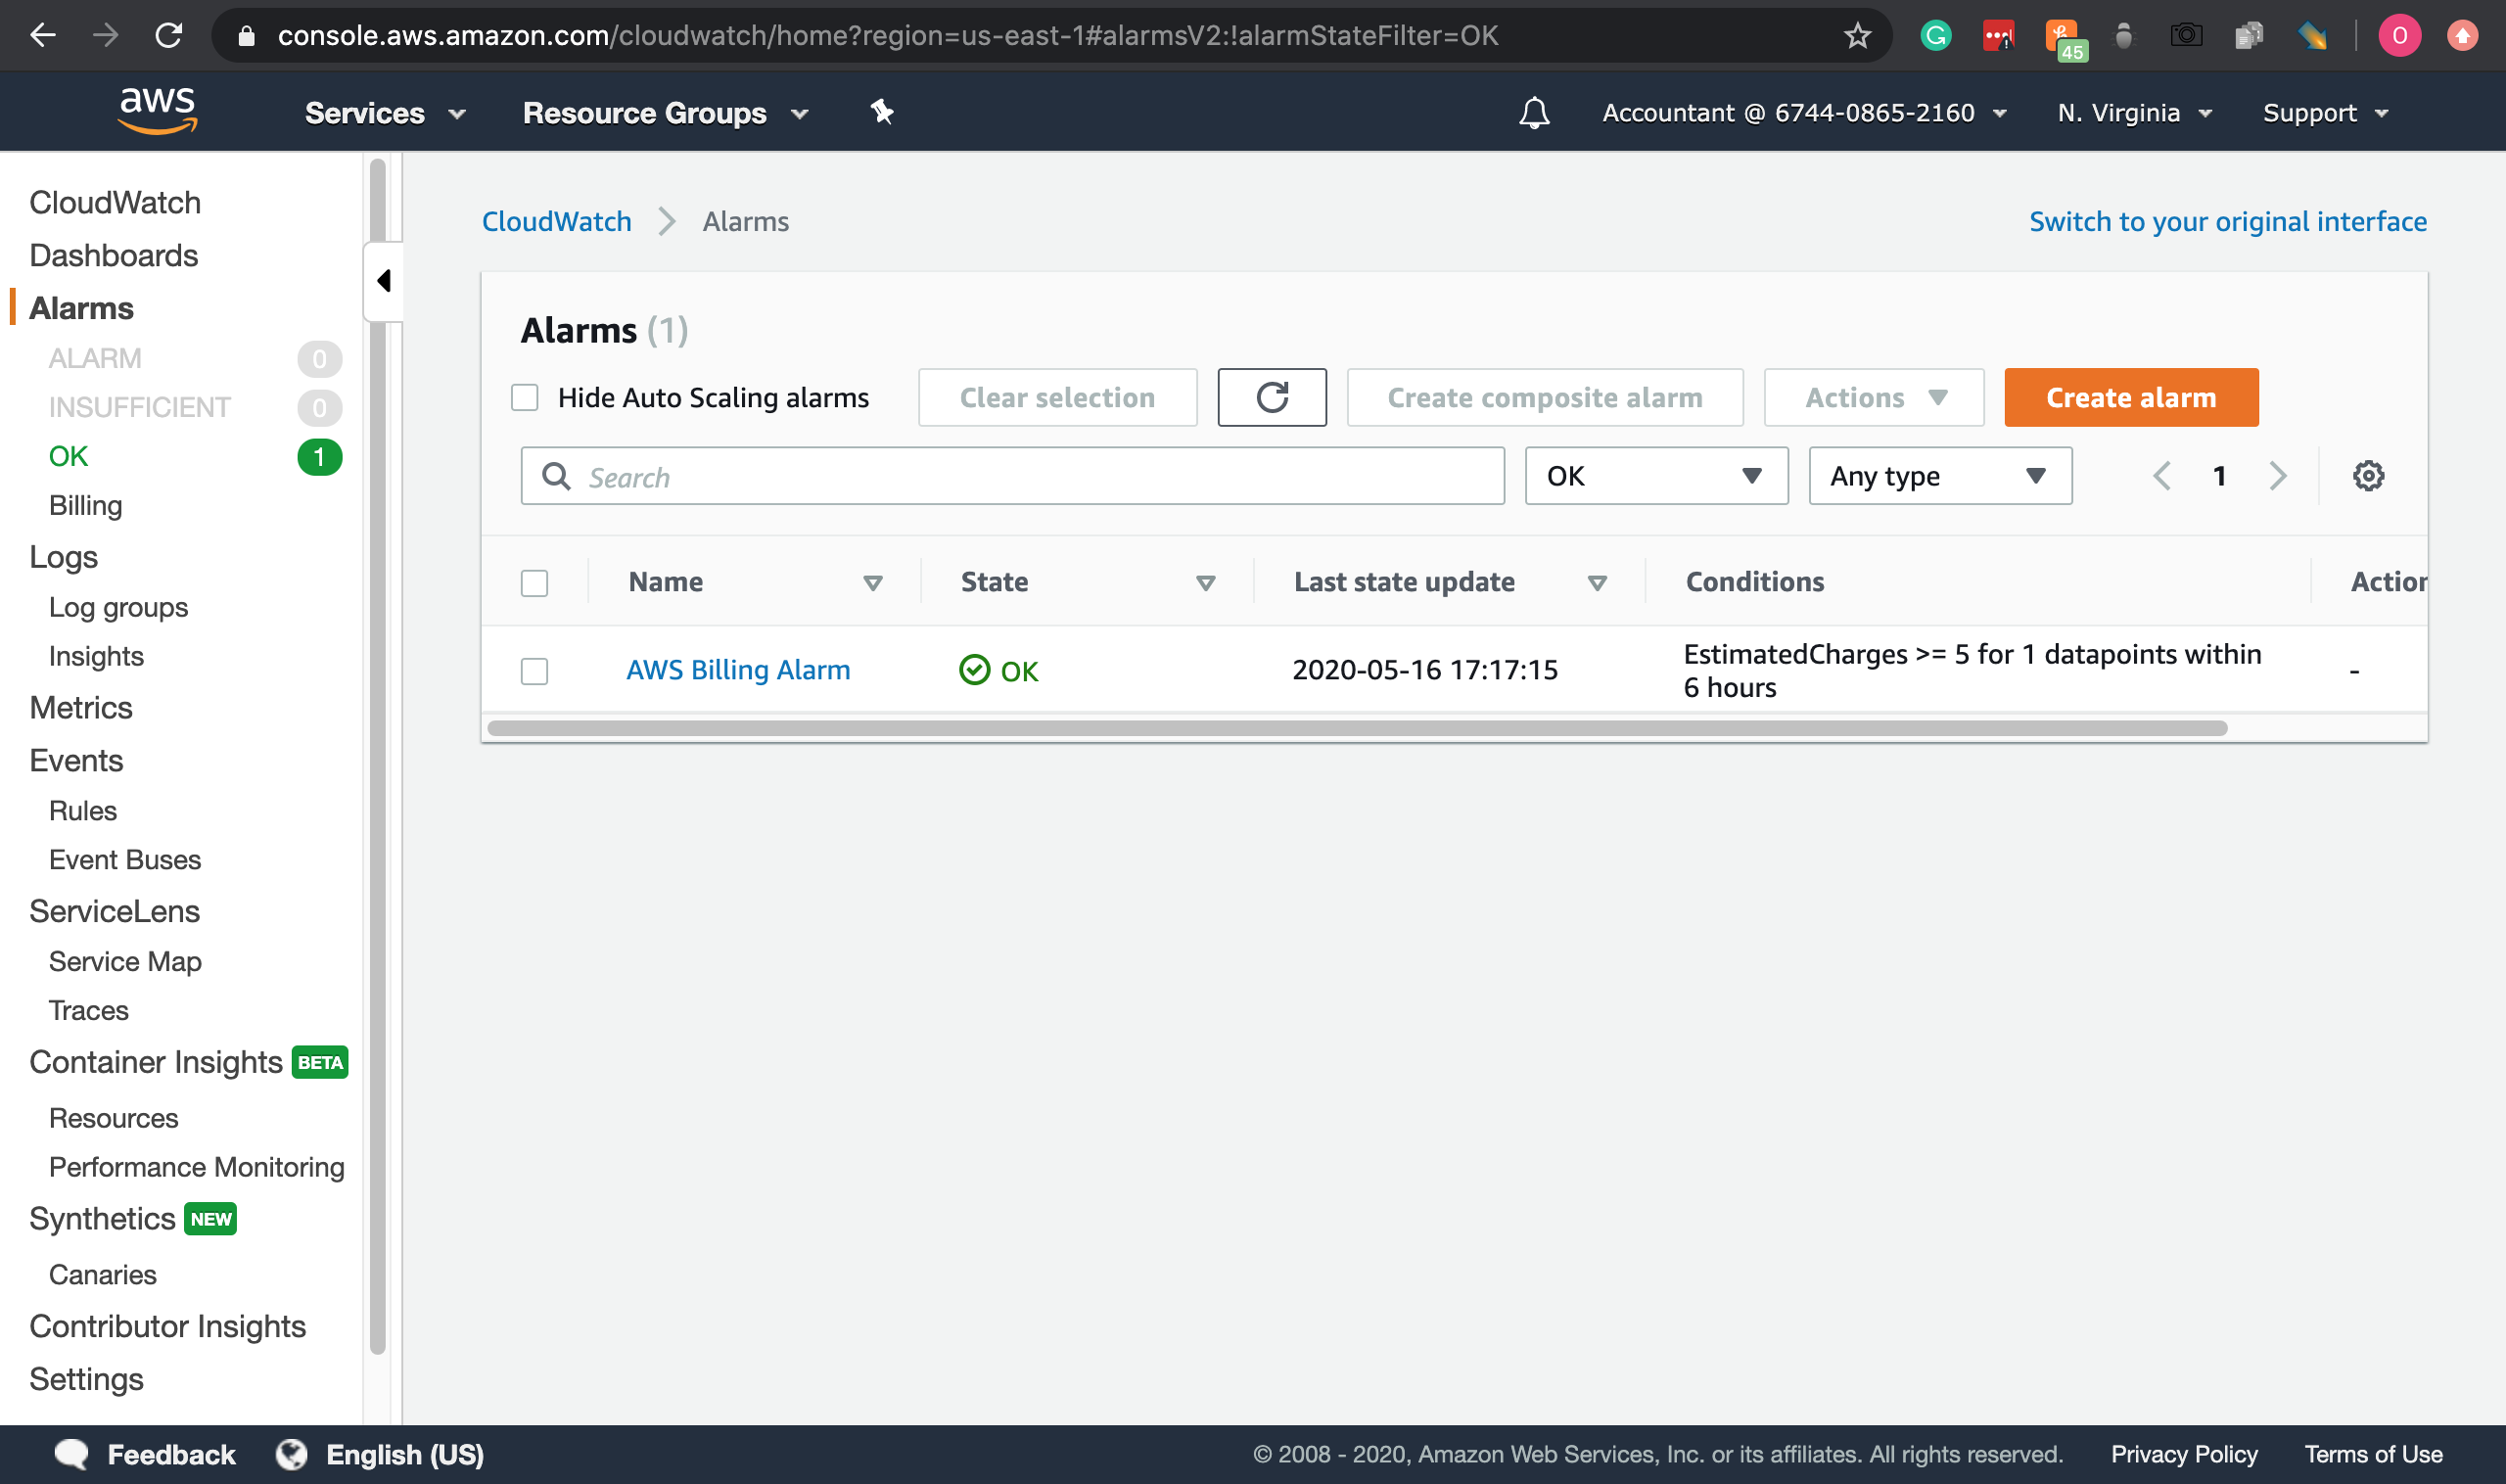 console.aws.amazon.com/cloudwatch/home?region=us-east-1#alarmsV2:!alarmStateFilter=OK
45
O
aws
Services
Resource Groups
Accountant @ 6744-0865-2160
N. Virginia
Support
CloudWatch
Dashboards
Alarms
ALARM 0
INSUFFICIENT 0
OK 1
Billing
Logs
Log groups
Insights
Metrics
Events
Rules
Event Buses
ServiceLens
Service Map
Traces
Container Insights BETA
Resources
Performance Monitoring
Synthetics NEW
Canaries
Contributor Insights
Settings
CloudWatch > Alarms
Switch to your original interface
Alarms (1)
Hide Auto Scaling alarms
Clear selection
Create composite alarm
Actions
Create alarm
Search
OK
Any type
1
Name
State
Last state update
Conditions
Action
AWS Billing Alarm
OK
2020-05-16 17:17:15
EstimatedCharges >= 5 for 1 datapoints within
6 hours
-
Feedback
English (US)
© 2008 - 2020, Amazon Web Services, Inc. or its affiliates. All rights reserved.
Privacy Policy
Terms of Use